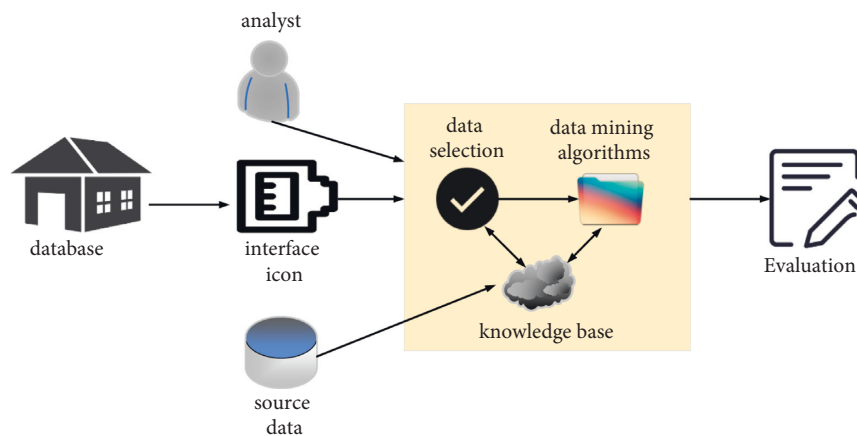 analyst
data
selection
data mining
algorithms
database
interface
icon
Evaluation
knowledge base
source
data